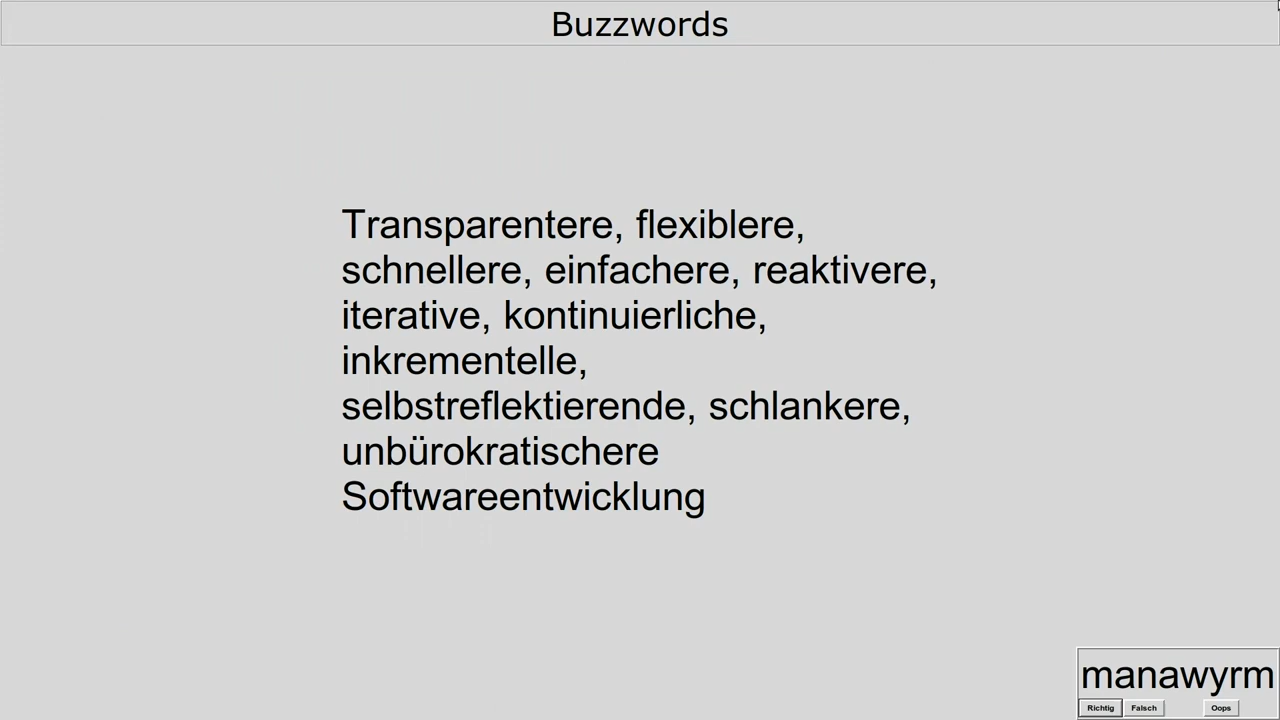 Buzzwords
Transparentere, flexiblere,
schnellere, einfachere, reaktivere,
iterative, kontinuierliche,
inkrementelle,
selbstreflektierende, schlankere,
unbürokratischere
Softwareentwicklung
manawyrm
Richtig Falsch Oops